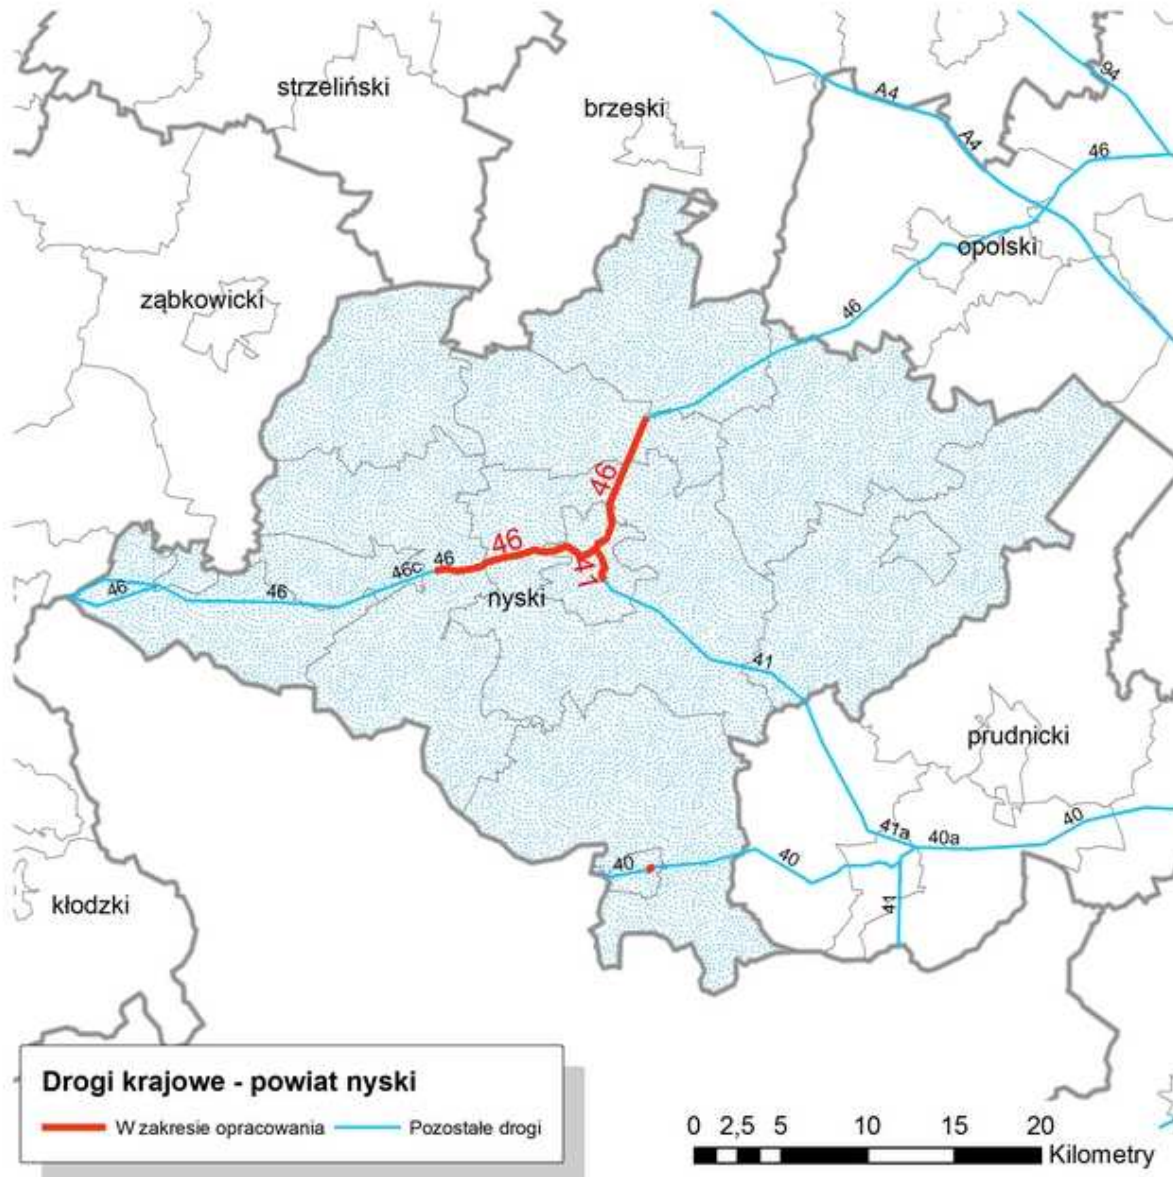 strzeliński
brzeski
A4
94
A4
46
opolski
ząbkowicki
46
46
46
46
46c
41
46
46
nyski
41
prudnicki
41a
40a
40
40
40
41
kłodzki
Drogi krajowe - powiat nyski
W zakresie opracowania
Pozostałe drogi
0 2,5 5 10 15 20
Kilometry